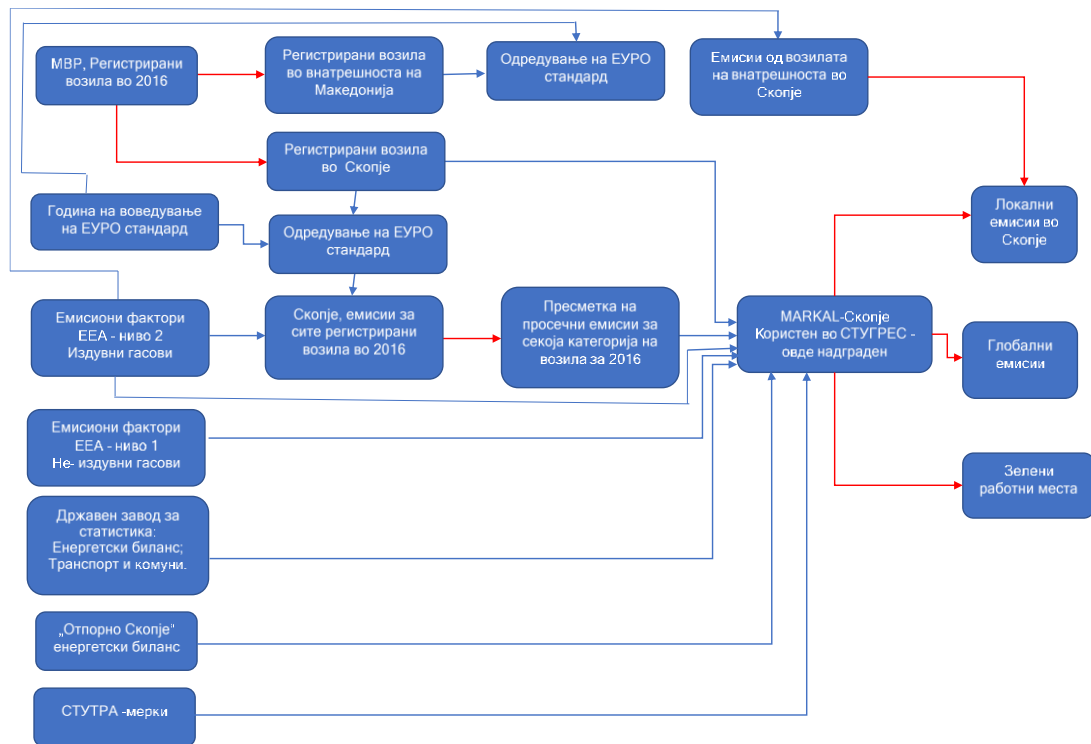 МВР, Регистрирани
возила во 2016
Регистрирани возила
во внатрешноста на
Македонија
Одредување на ЕУРО
стандард
Емисии од возилата
на внатрешноста во
Скопје
Регистрирани возила
во Скопје
Година на воведување
на ЕУРО стандард
Одредување на ЕУРО
стандард
Локални
емисии во
Скопје
Емисиони фактори
ЕЕА - ниво 2
Издувни гасови
Скопје, емисии за
сите регистрирани
возила во 2016
Пресметка на
просечни емисии за
секоја категорија на
возила за 2016
MARKAL-Скопје
Користен во СТУГРЕС -
овде надграден
Глобални
емисии
Емисиони фактори
ЕЕА - ниво 1
Не- издувни гасови
Зелени
работни места
Државен завод за
статистика:
Енергетски биланс;
Транспорт и комуни.
„Отпорно Скопје"
енергетски биланс
СТУТРА -мерки